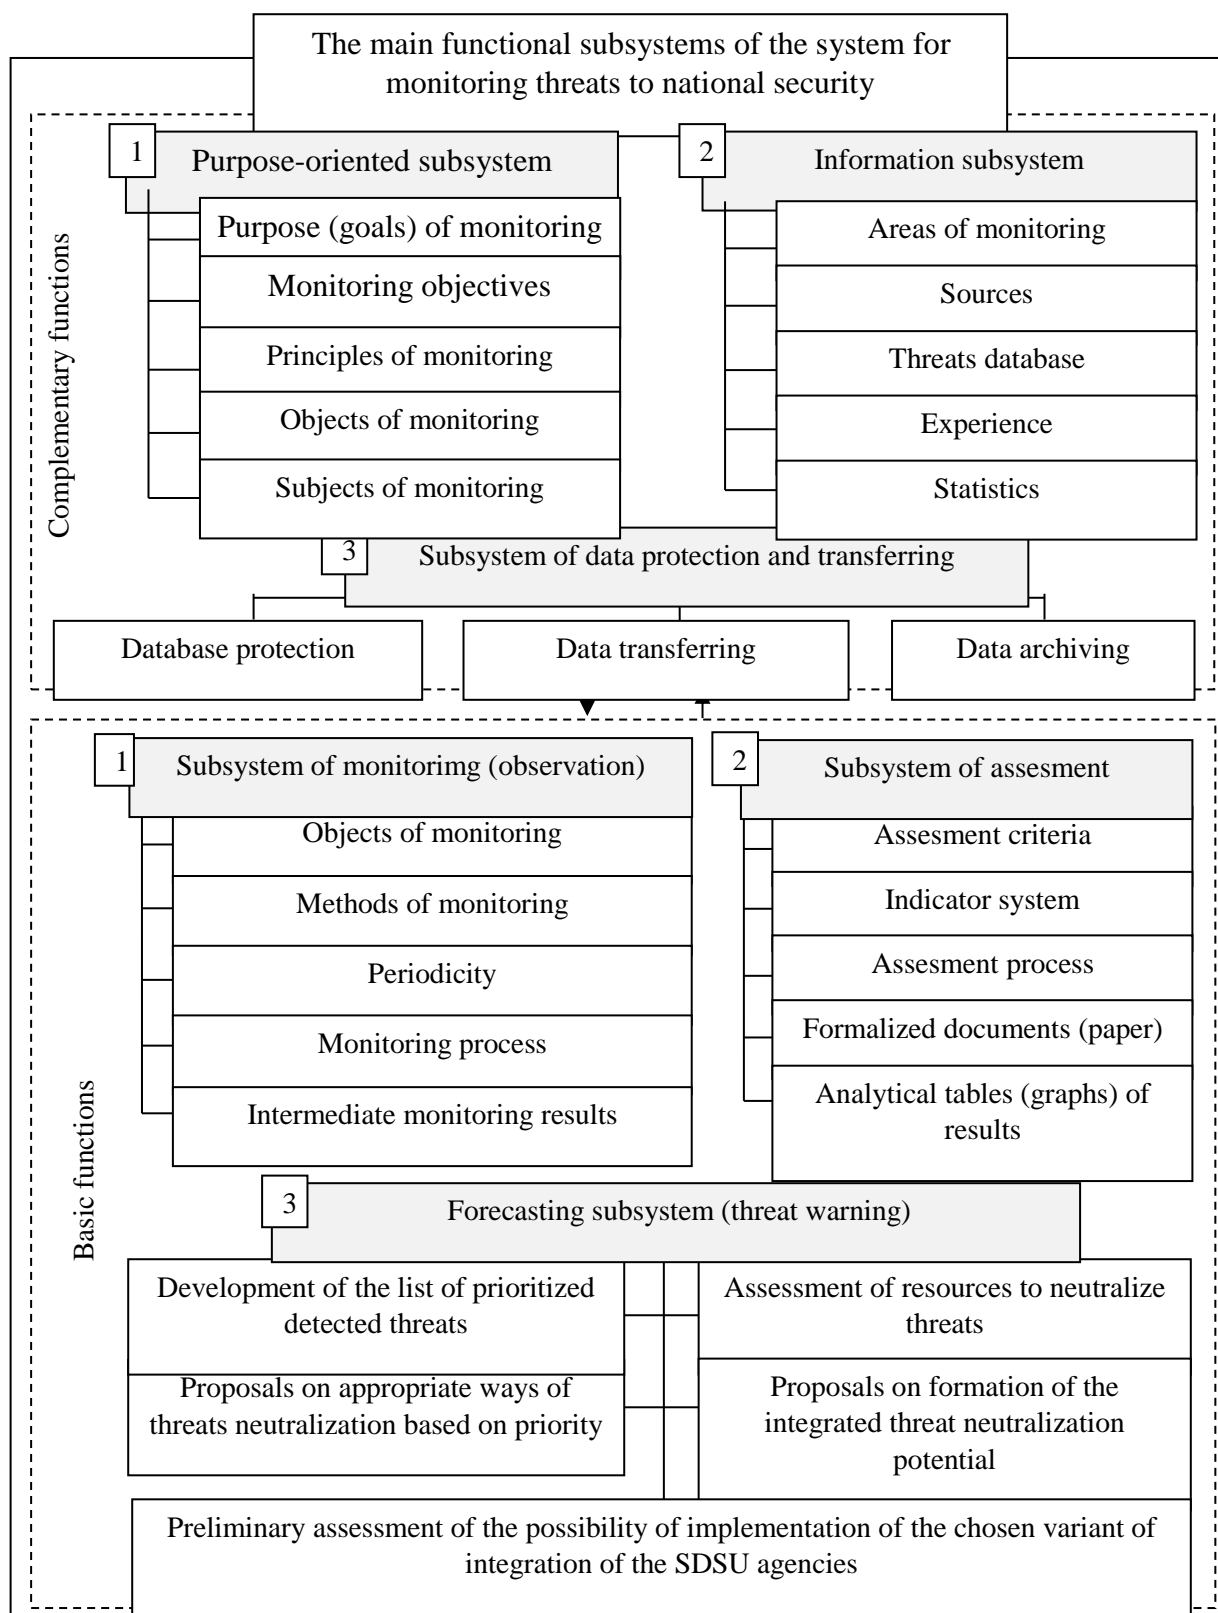 The main functional subsystems of the system for
monitoring threats to national security
Complementary functions
1
Purpose-oriented subsystem
Purpose (goals) of monitoring
Monitoring objectives
Principles of monitoring
Objects of monitoring
Subjects of monitoring
2
Information subsystem
Areas of monitoring
Sources
Threats database
Experience
Statistics
3
Subsystem of data protection and transferring
Database protection
Data transferring
Data archiving
Basic functions
1
Subsystem of monitorimg (observation)
Objects of monitoring
Methods of monitoring
Periodicity
Monitoring process
Intermediate monitoring results
2
Subsystem of assesment
Assesment criteria
Indicator system
Assesment process
Formalized documents (paper)
Analytical tables (graphs) of
results
3
Forecasting subsystem (threat warning)
Development of the list of prioritized
detected threats
Proposals on appropriate ways of
threats neutralization based on priority
Assessment of resources to neutralize
threats
Proposals on formation of the
integrated threat neutralization
potential
Preliminary assessment of the possibility of implementation of the chosen variant of
integration of the SDSU agencies